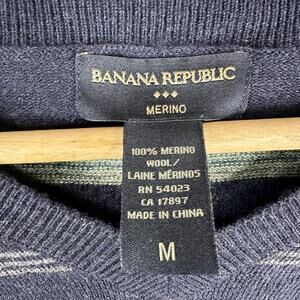 BANANA REPUBLIC
MERINO
100% MERINO
WOOL/
LAINE MÉRINOS
RN 54023
CA 17897
MADE IN CHINA
M